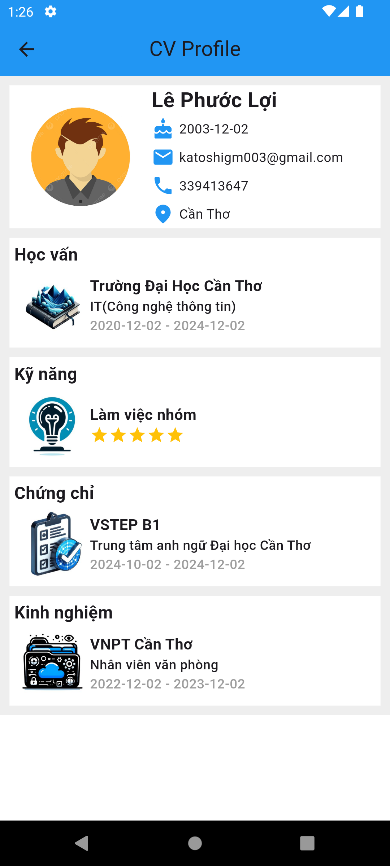 1:26
CV Profile
Lê Phước Lợi
2003-12-02
katoshigm003@gmail.com
339413647
Cần Thơ
Học vấn
Trường Đại Học Cần Thơ
IT(Công nghệ thông tin)
2020-12-02 - 2024-12-02
Kỹ năng
Làm việc nhóm
Chứng chỉ
VSTEP B1
Trung tâm anh ngữ Đại học Cần Thơ
2024-10-02 - 2024-12-02
Kinh nghiệm
VNPT Cần Thơ
Nhân viên văn phòng
2022-12-02 - 2023-12-02